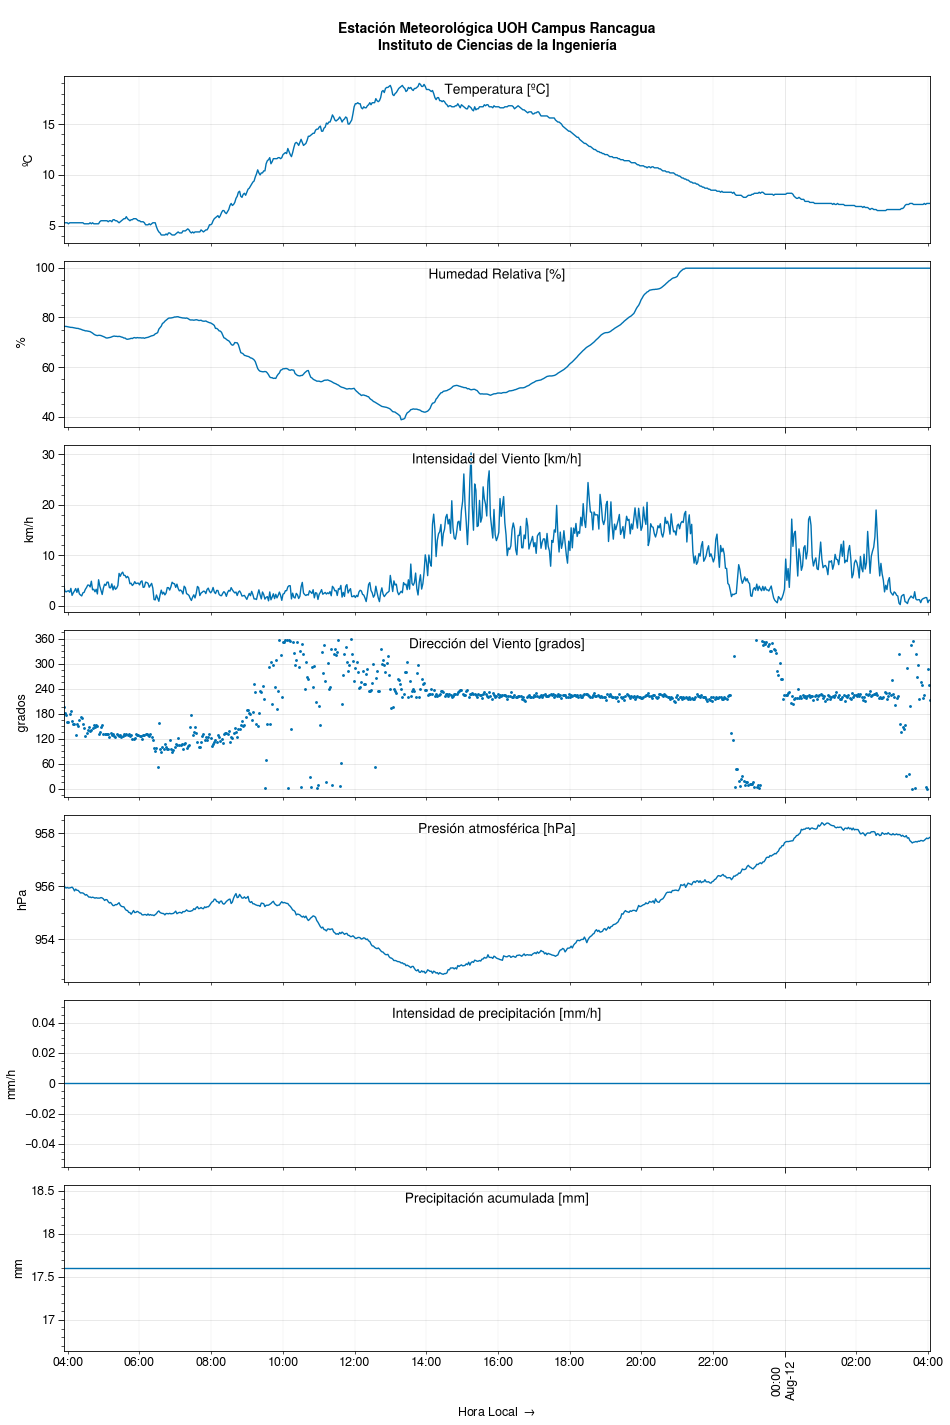 Estación Meteorológica UOH Campus Rancagua
Instituto de Ciencias de la Ingeniería
Temperatura [ºC]
ºC
15
10
5
Humedad Relativa [%]
%
100
80
60
40
Intensidad del Viento [km/h]
km/h
30
20
10
0
Dirección del Viento [grados]
grados
360
300
240
180
120
60
0
Presión atmosférica [hPa]
hPa
958
956
954
Intensidad de precipitación [mm/h]
mm/h
0.04
0.02
0
−0.02
−0.04
Precipitación acumulada [mm]
mm
18.5
18
17.5
17
04:00 06:00 08:00 10:00 12:00 14:00 16:00 18:00 20:00 22:00 00:00 02:00 04:00
Aug-12
Hora Local →